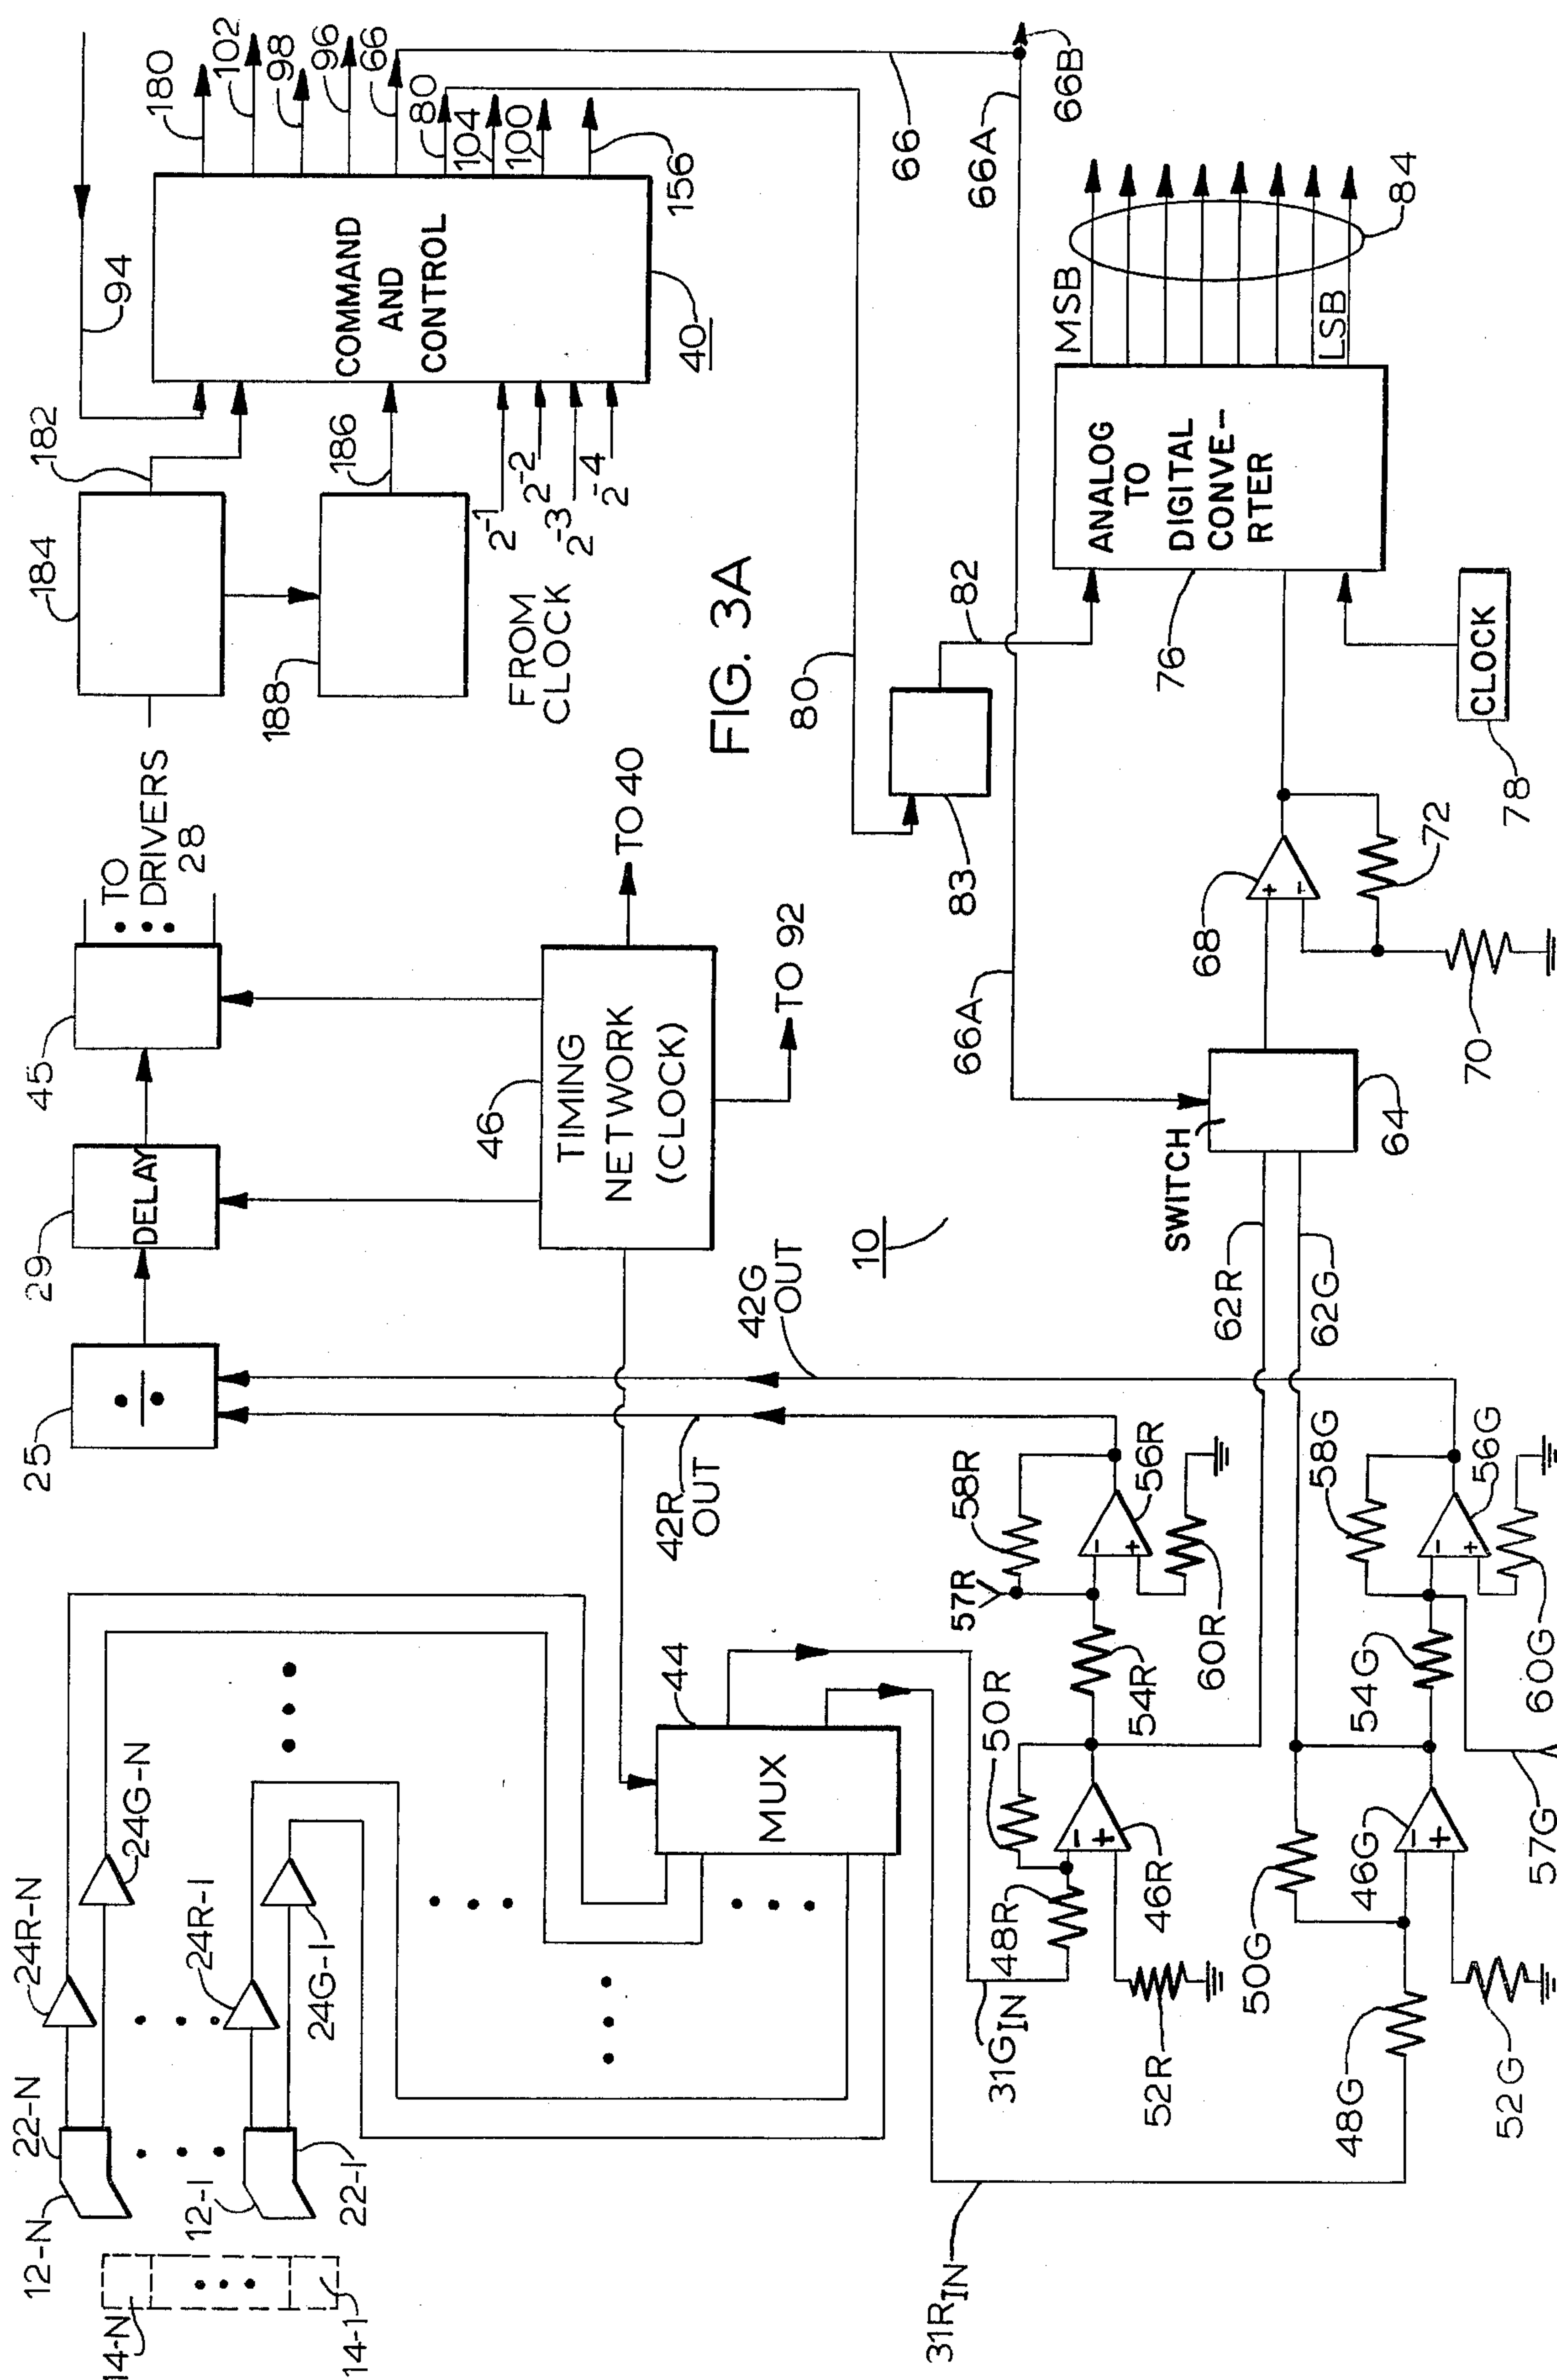 FIG. 3A
10
12-N
22-N
24R-N
24G-N
14-N
14-1
12-1
22-1
24R-1
24G-1
25
29
DELAY
45
TO
DRIVERS
28
184
182
94
188
186
FROM
CLOCK
2-1
2-2
2-3
2-4
COMMAND
AND
CONTROL
40
180
102
98
96
66
80
104
100
156
46
TIMING
NETWORK
(CLOCK)
TO 40
TO 92
44
MUX
42R
OUT
42G
OUT
31GIN
31RIN
48R
50R
46R
52R
54R
57R
58R
56R
60R
48G
50G
46G
52G
54G
57G
58G
56G
60G
62R
62G
SWITCH
64
66A
66A
66
66B
68
70
72
80
83
82
76
ANALOG
TO
DIGITAL
CONVE-
RTER
CLOCK
78
MSB
LSB
84
+
-
-
+
-
+
-
+
-
+